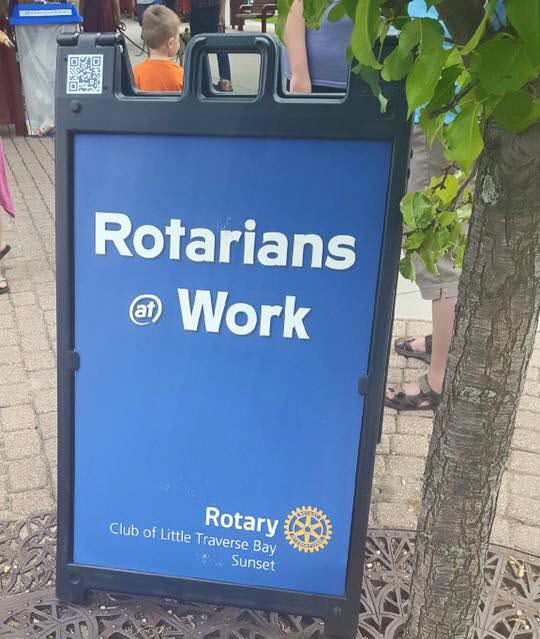 Rotarians
at Work
Rotary
Club of Little Traverse Bay
Sunset